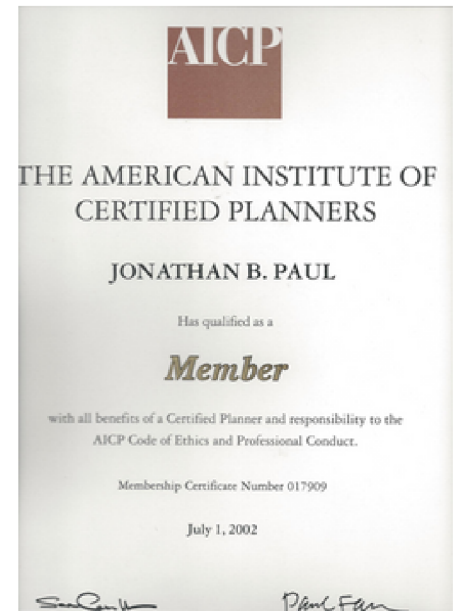 AICP
THE AMERICAN INSTITUTE OF
CERTIFIED PLANNERS
JONATHAN B. PAUL
Has qualified as a
Member
with all benefits of a Certified Planner and responsibility to the
AICP Code of Ethics and Professional Conduct.
Membership Certificate Number 017909
July 1, 2002